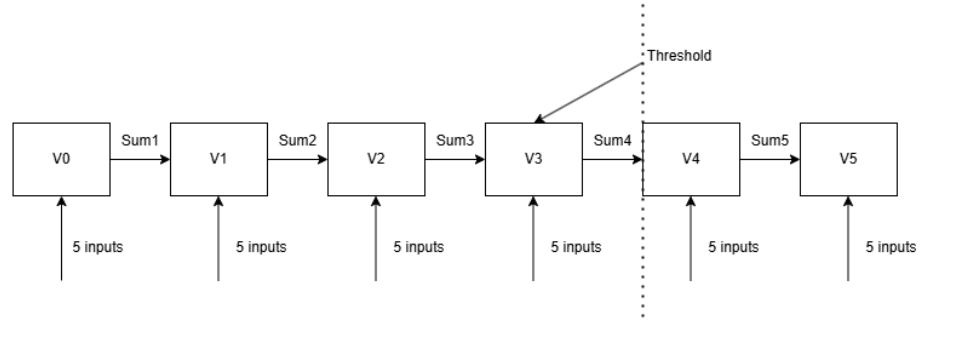 Threshold
Sum1
Sum2
Sum3
Sum4
Sum5
V0
V1
V2
V3
V4
V5
5 inputs
5 inputs
5 inputs
5 inputs
5 inputs
5 inputs